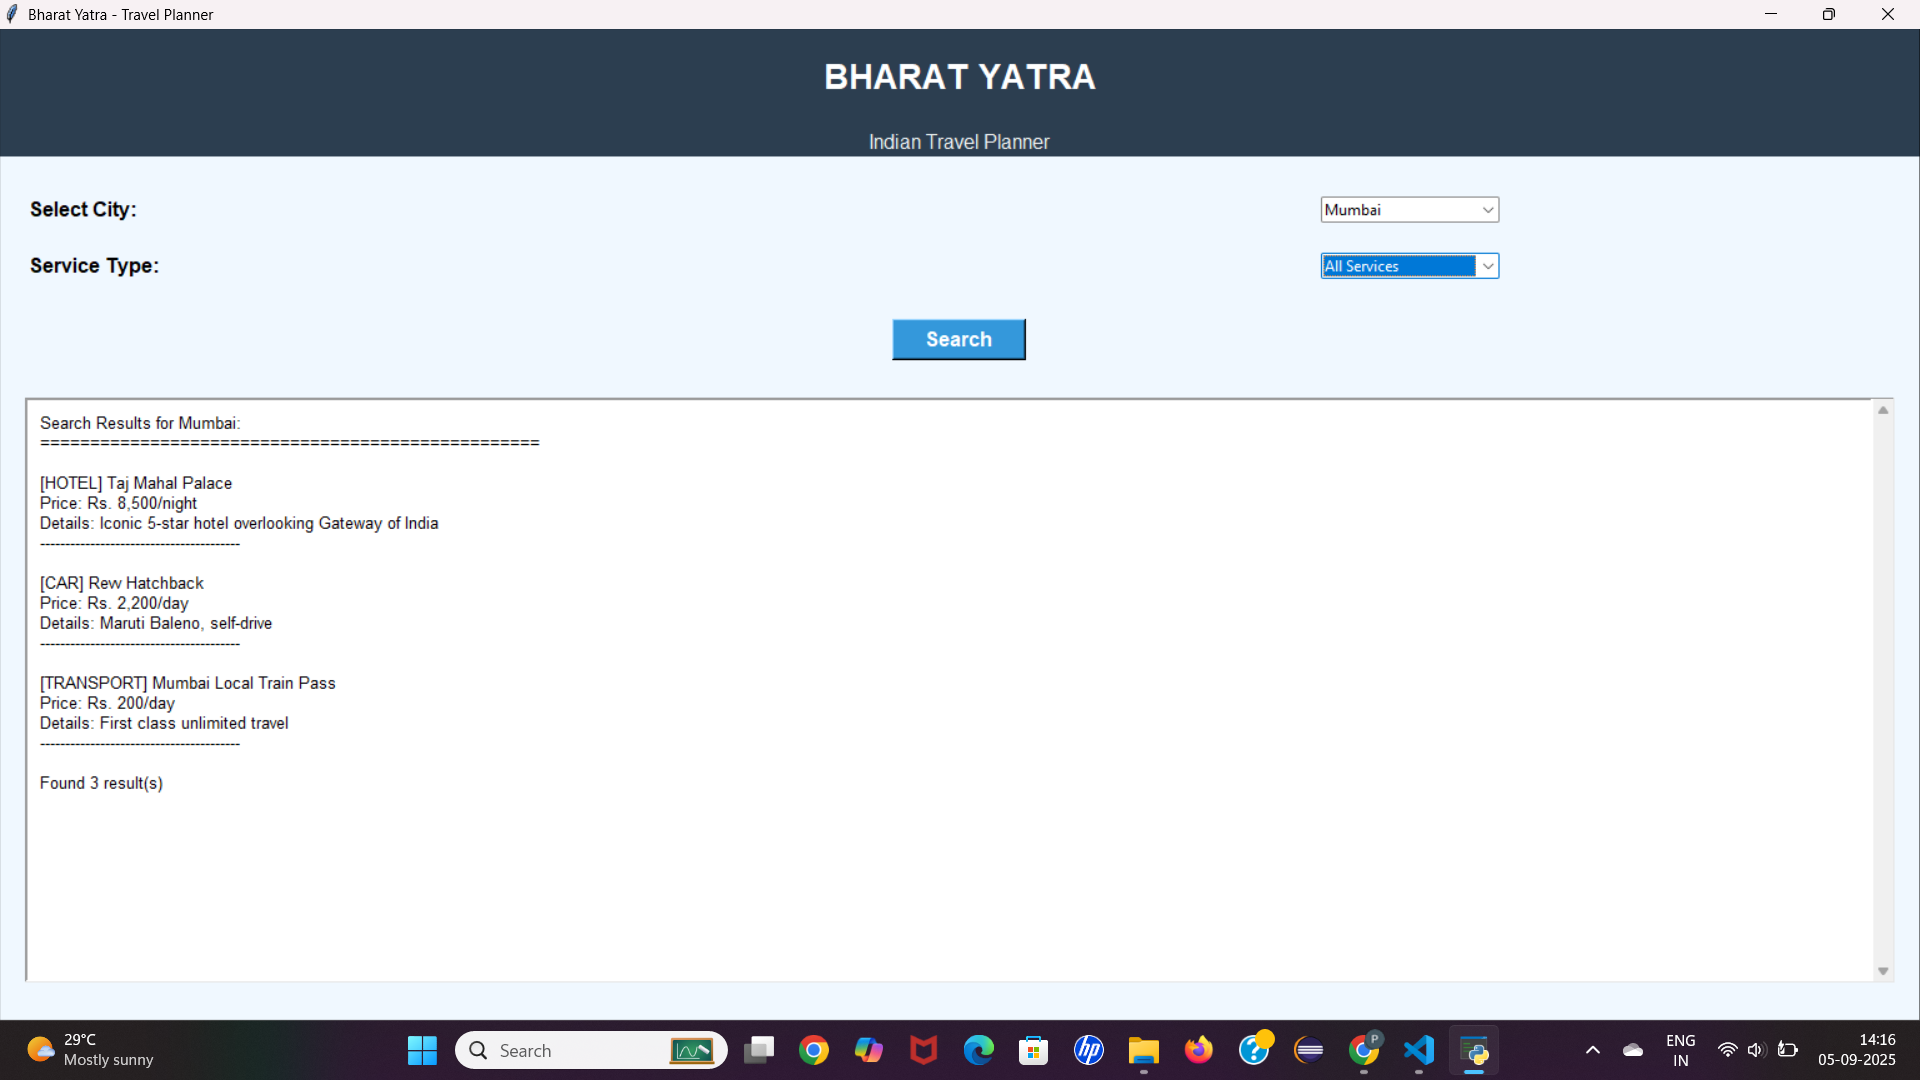 Bharat Yatra - Travel Planner
BHARAT YATRA
Indian Travel Planner
Select City:
Mumbai
Service Type:
All Services
Search
Search Results for Mumbai:
==================================================
[HOTEL] Taj Mahal Palace
Price: Rs. 8,500/night
Details: Iconic 5-star hotel overlooking Gateway of India
----------------------------------------
[CAR] Rew Hatchback
Price: Rs. 2,200/day
Details: Maruti Baleno, self-drive
----------------------------------------
[TRANSPORT] Mumbai Local Train Pass
Price: Rs. 200/day
Details: First class unlimited travel
----------------------------------------
Found 3 result(s)
29°C
Mostly sunny
Search
hp
?
P
ENG
IN
14:16
05-09-2025